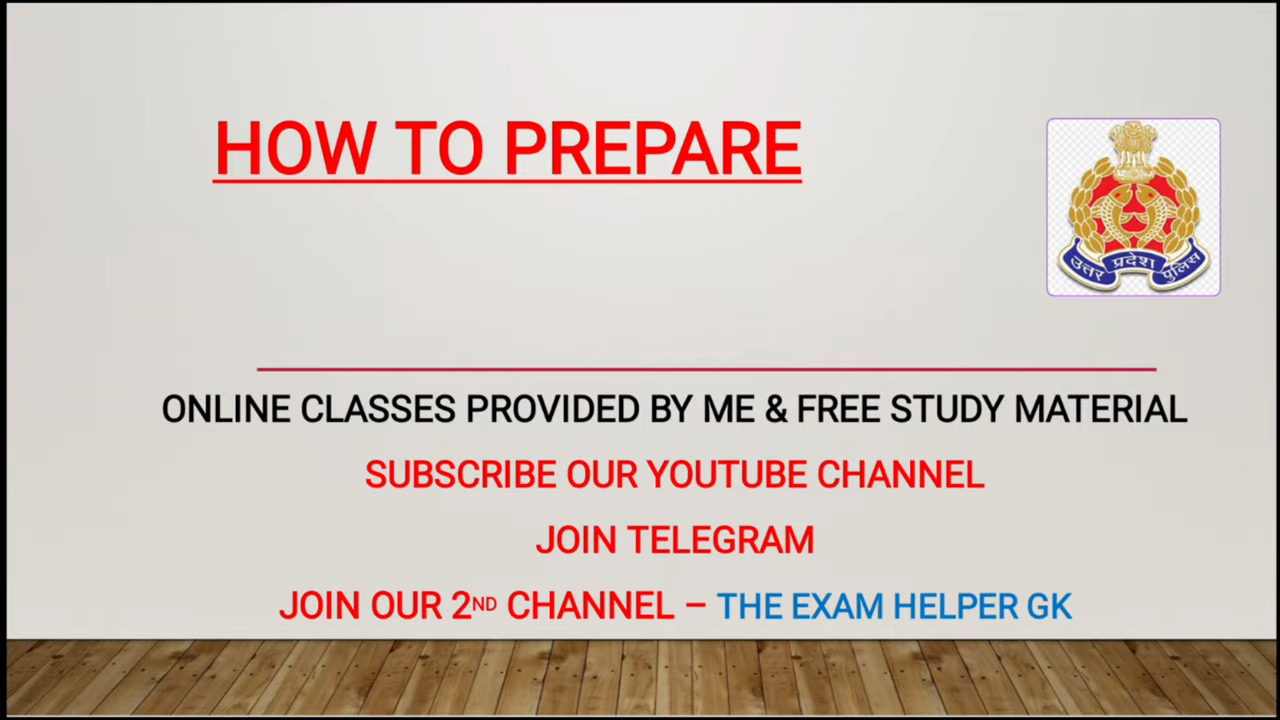 HOW TO PREPARE
उत्तर प्रदेश पुलिस
ONLINE CLASSES PROVIDED BY ME & FREE STUDY MATERIAL
SUBSCRIBE OUR YOUTUBE CHANNEL
JOIN TELEGRAM
JOIN OUR 2ND CHANNEL – THE EXAM HELPER GK